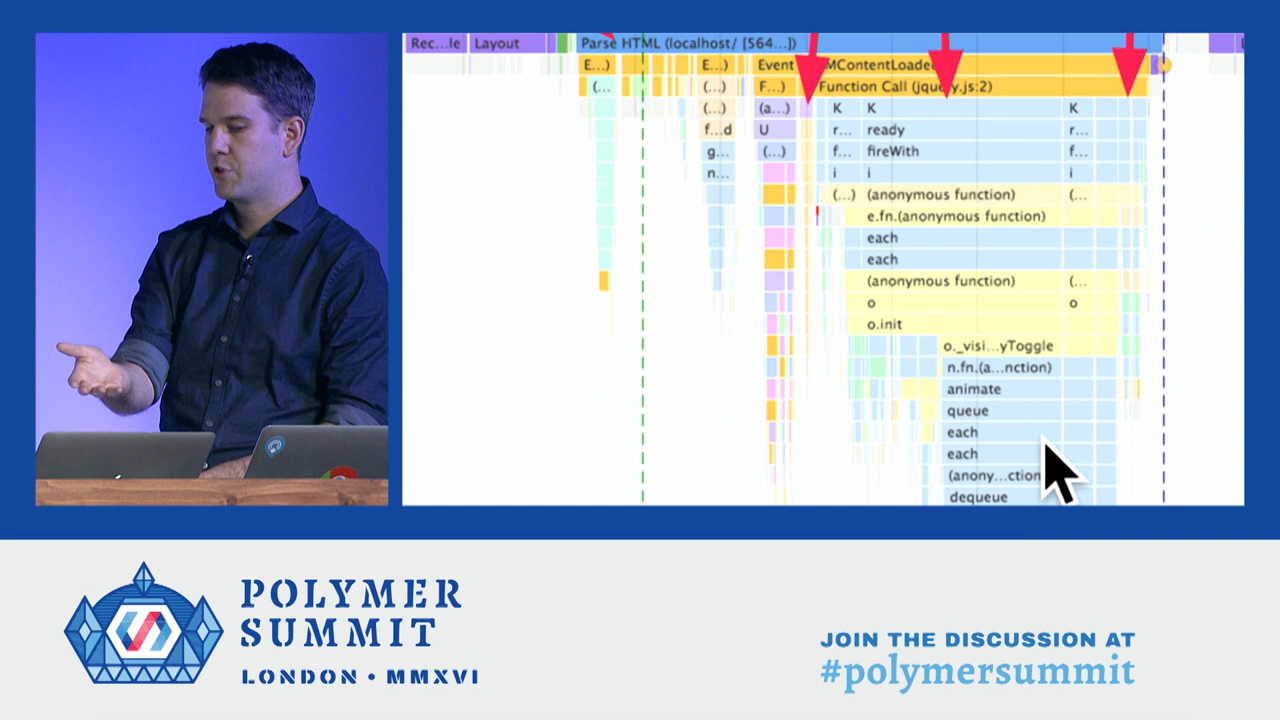 Rec...le Layout Parse HTML (localhost/ [564...])
E...) E...) Event MContentLoaded
(... (...) F...) Function Call (jquery.js:2)
(...) (a...) K K K
f...d U r... ready r...
g... (...) f... fireWith f...
n... i i i
(...) (anonymous function) (...
e.fn.(anonymous function)
each
each
(anonymous function) (...
o o
o.init
o._visi...yToggle
n.fn.(a...nction)
animate
queue
each
each
(anony...ction
dequeue
POLYMER
SUMMIT
LONDON • MMXVI
JOIN THE DISCUSSION AT
#polymersummit